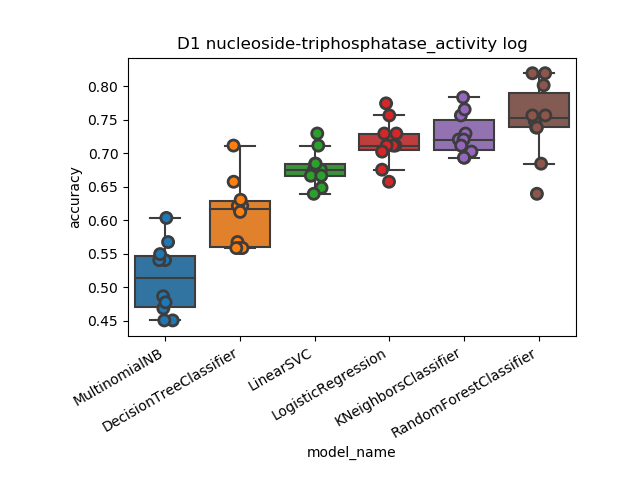 D1 nucleoside-triphosphatase_activity log
accuracy
0.80
0.75
0.70
0.65
0.60
0.55
0.50
0.45
MultinomialNB
DecisionTreeClassifier
LinearSVC
LogisticRegression
KNeighborsClassifier
RandomForestClassifier
model_name